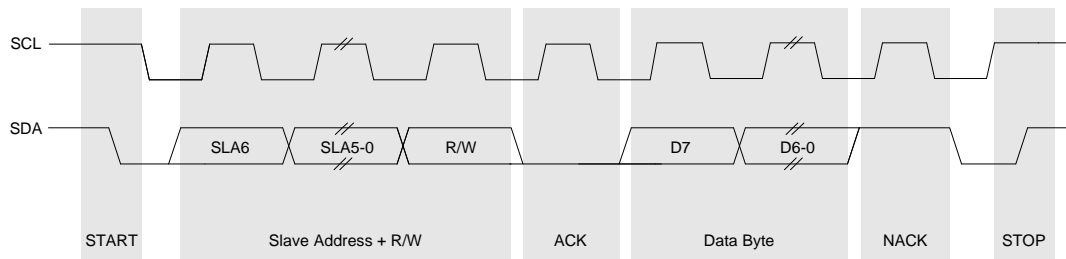 SCL
SDA
SLA6
SLA5-0
R/W
D7
D6-0
START
Slave Address + R/W
ACK
Data Byte
NACK
STOP